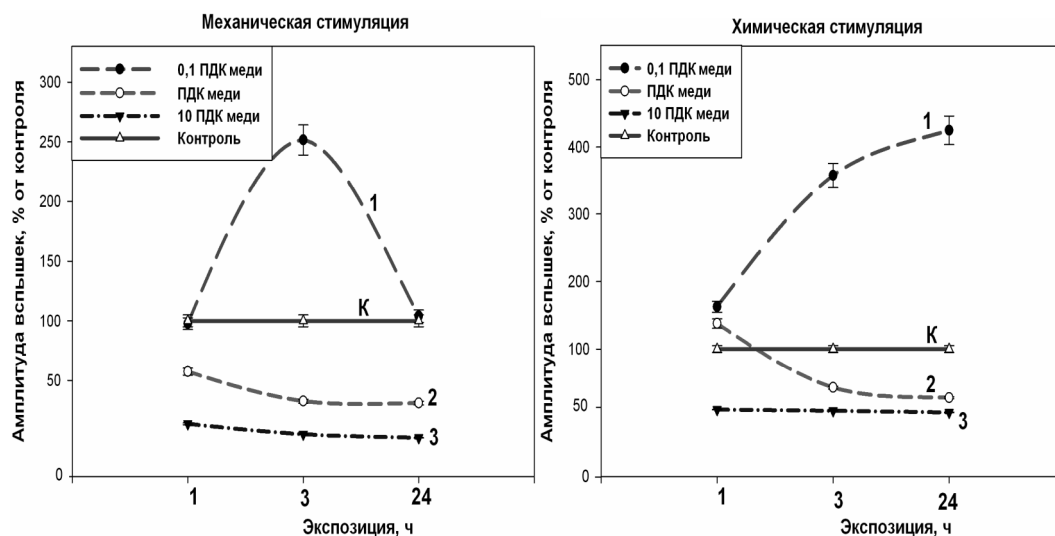 Механическая стимуляция
Амплитуда вспышек, % от контроля
0,1 ПДК меди
ПДК меди
10 ПДК меди
Контроль
300
250
200
150
100
50
0
1
К
2
3
1
3
24
Экспозиция, ч
Химическая стимуляция
Амплитуда вспышек, % от контроля
0,1 ПДК меди
ПДК меди
10 ПДК меди
Контроль
500
400
300
200
100
50
0
1
К
2
3
1
3
24
Экспозиция, ч